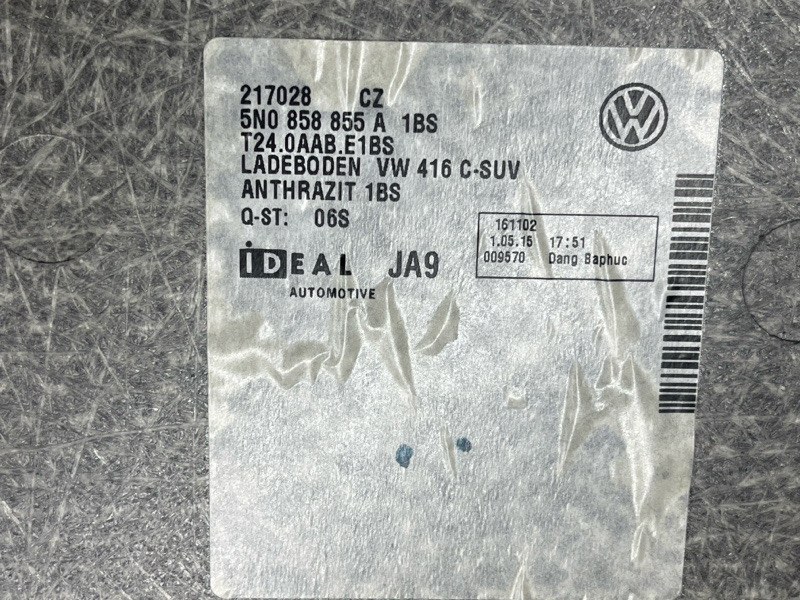 217028 CZ
5N0 858 855 A 1BS
T24.0AAB.E1BS
LADEBODEN VW 416 C-SUV
ANTHRAZIT 1BS
Q-ST: 06S
iDEAL JA9
AUTOMOTIVE
161102
1.05.15 17:51
009570 Dang Baphuc
VW